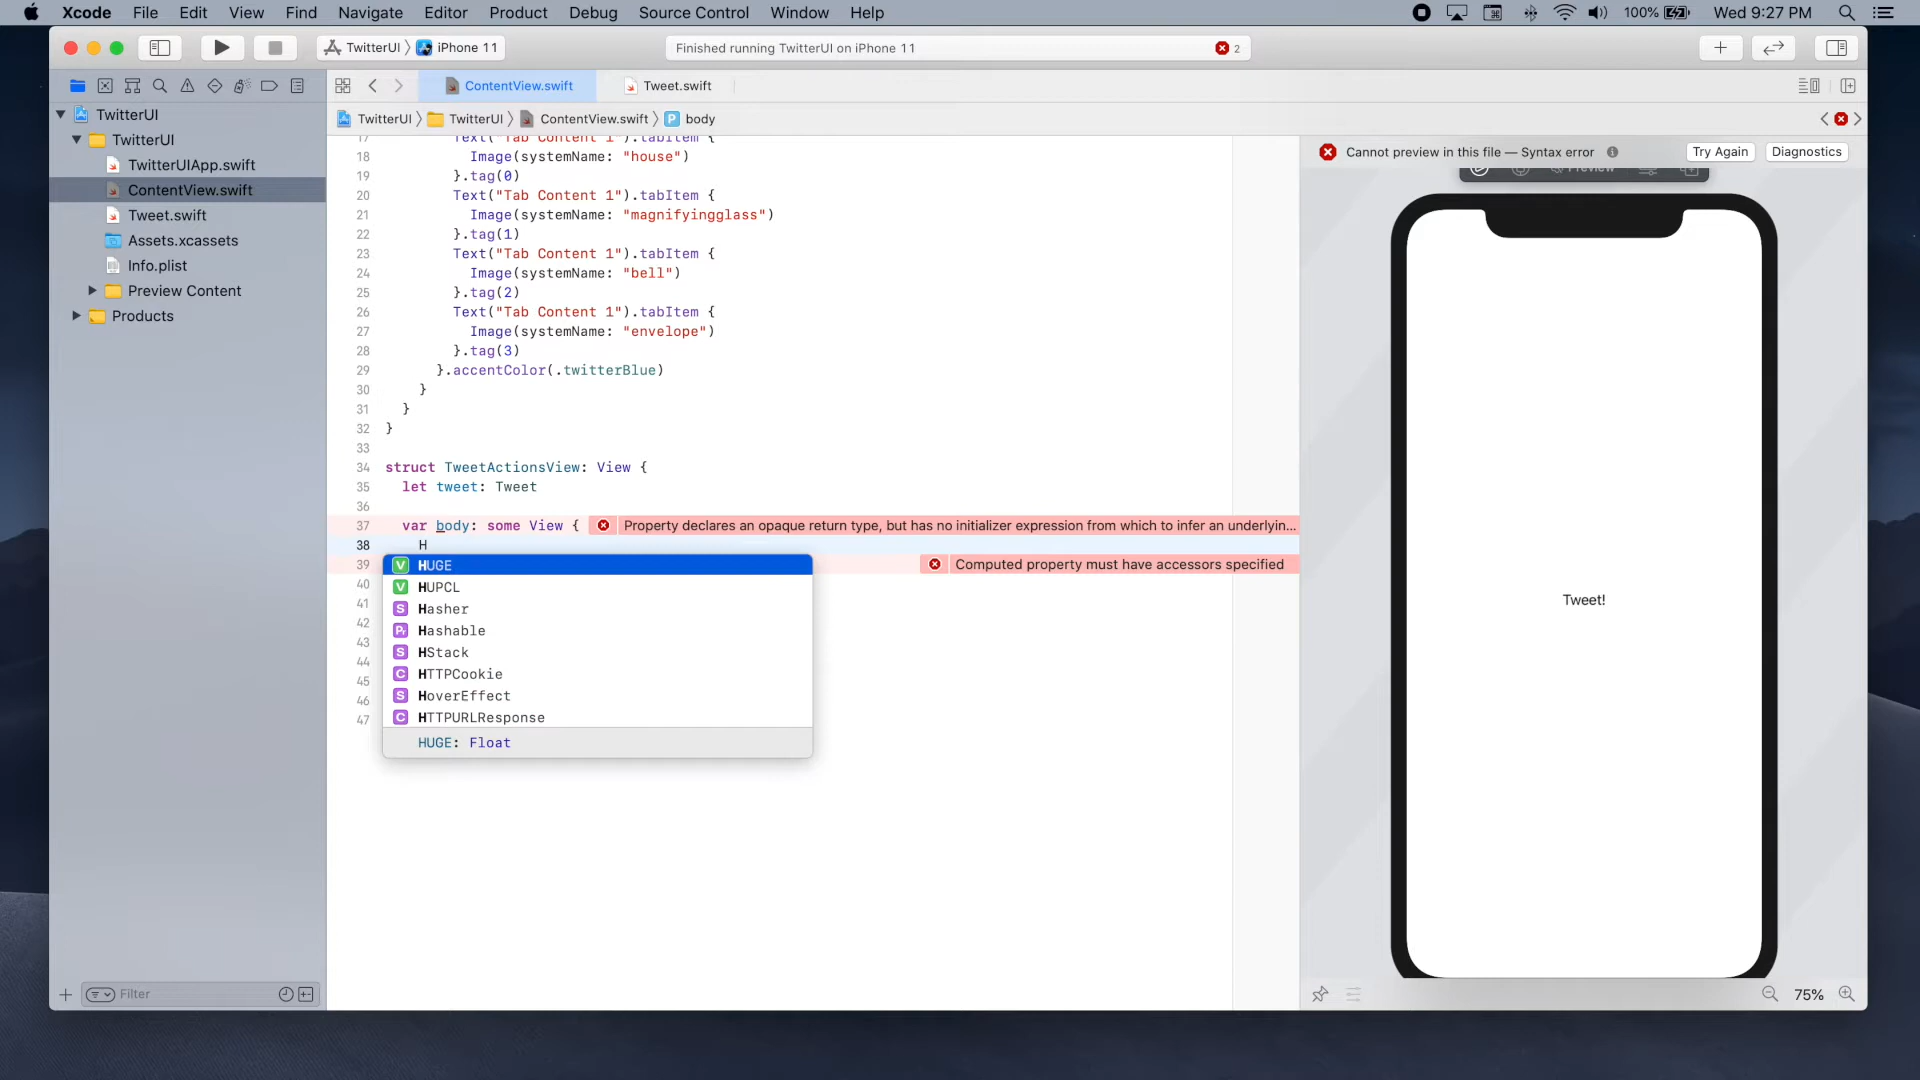 Xcode File Edit View Find Navigate Editor Product Debug Source Control Window Help 100% Wed 9:27 PM
TwitterUI iPhone 11 Finished running TwitterUI on iPhone 11 2
ContentView.swift Tweet.swift
TwitterUI
TwitterUI
TwitterUIApp.swift
ContentView.swift
Tweet.swift
Assets.xcassets
Info.plist
Preview Content
Products
Filter
TwitterUI TwitterUI ContentView.swift P body
17 Text("Tab Content 1").tabItem {
18 Image(systemName: "house")
19 }.tag(0)
20 Text("Tab Content 1").tabItem {
21 Image(systemName: "magnifyingglass")
22 }.tag(1)
23 Text("Tab Content 1").tabItem {
24 Image(systemName: "bell")
25 }.tag(2)
26 Text("Tab Content 1").tabItem {
27 Image(systemName: "envelope")
28 }.tag(3)
29 }.accentColor(.twitterBlue)
30 }
31 }
32 }
33
34 struct TweetActionsView: View {
35 let tweet: Tweet
36
37 var body: some View { Property declares an opaque return type, but has no initializer expression from which to infer an underlyin...
38 H
39 Computed property must have accessors specified
40
41
42
43
44
45
46
47
V HUGE
V HUPCL
S Hasher
Pr Hashable
S HStack
C HTTPCookie
S HoverEffect
C HTTPURLResponse
HUGE: Float
Cannot preview in this file — Syntax error Try Again Diagnostics
Preview
Tweet!
75%